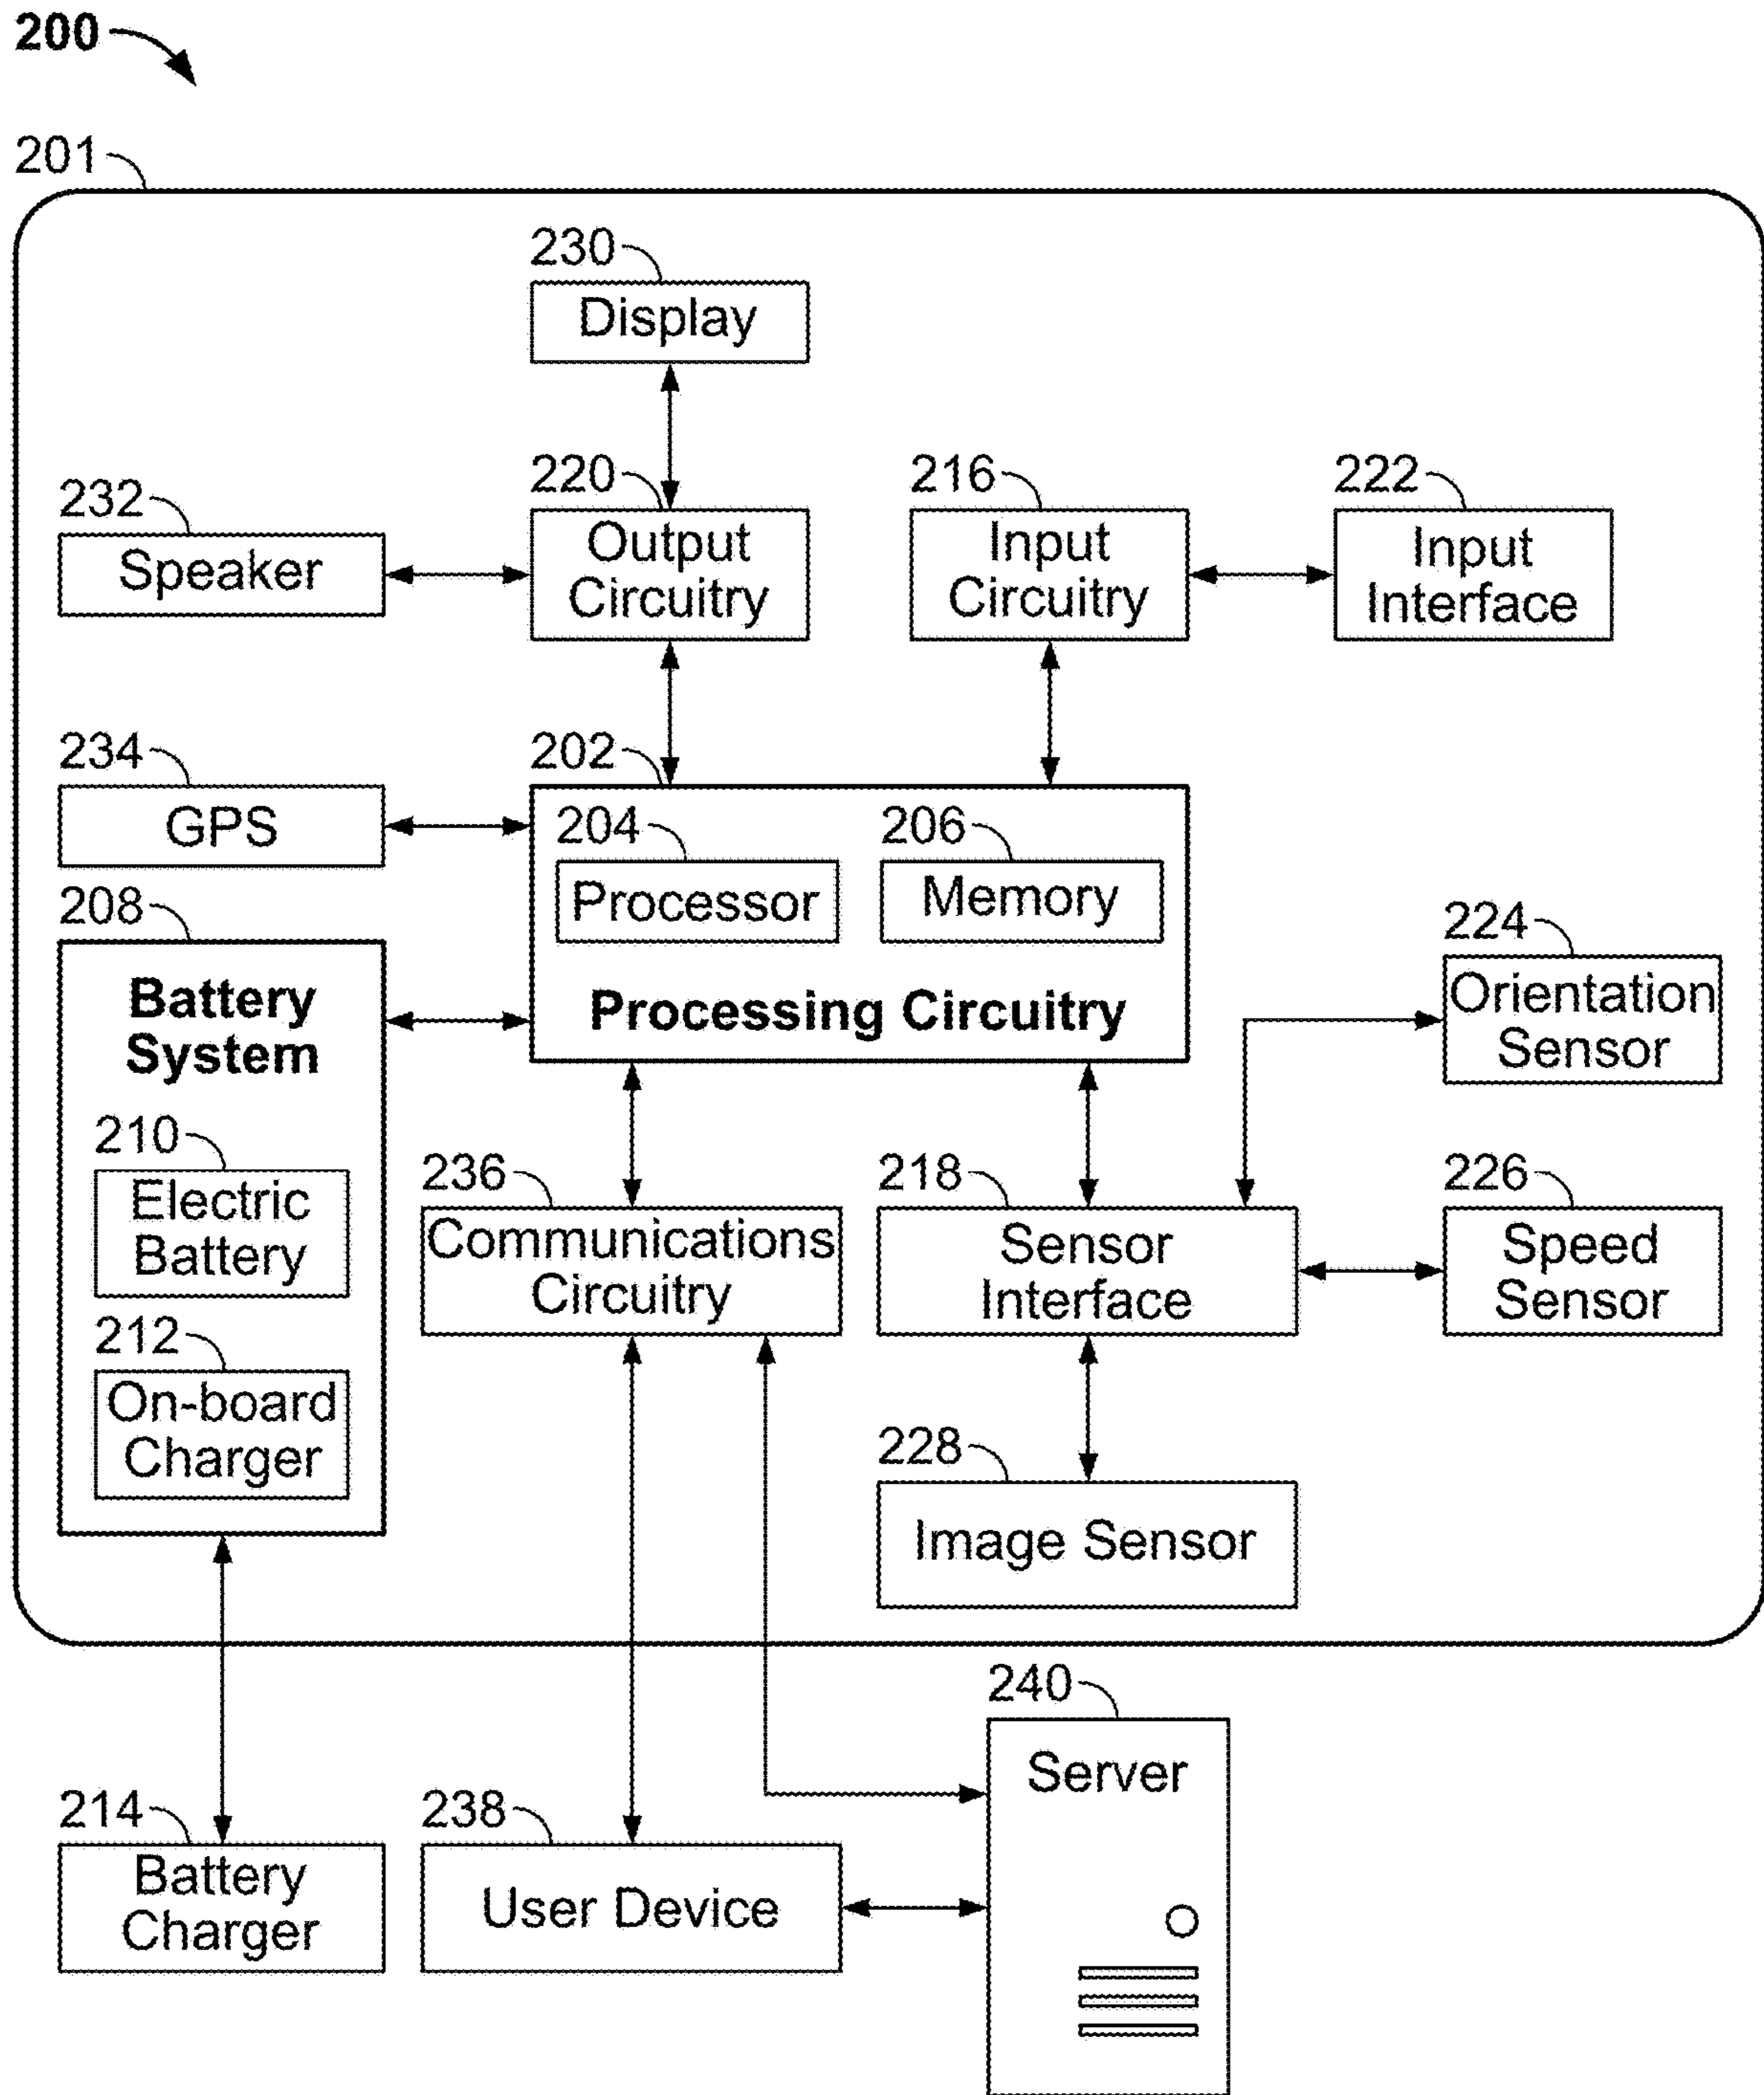 200
201
230
Display
232
Speaker
220
Output
Circuitry
216
Input
Circuitry
222
Input
Interface
234
GPS
202
204
Processor
206
Memory
Processing Circuitry
208
Battery
System
210
Electric
Battery
212
On-board
Charger
224
Orientation
Sensor
236
Communications
Circuitry
218
Sensor
Interface
226
Speed
Sensor
228
Image Sensor
214
Battery
Charger
238
User Device
240
Server